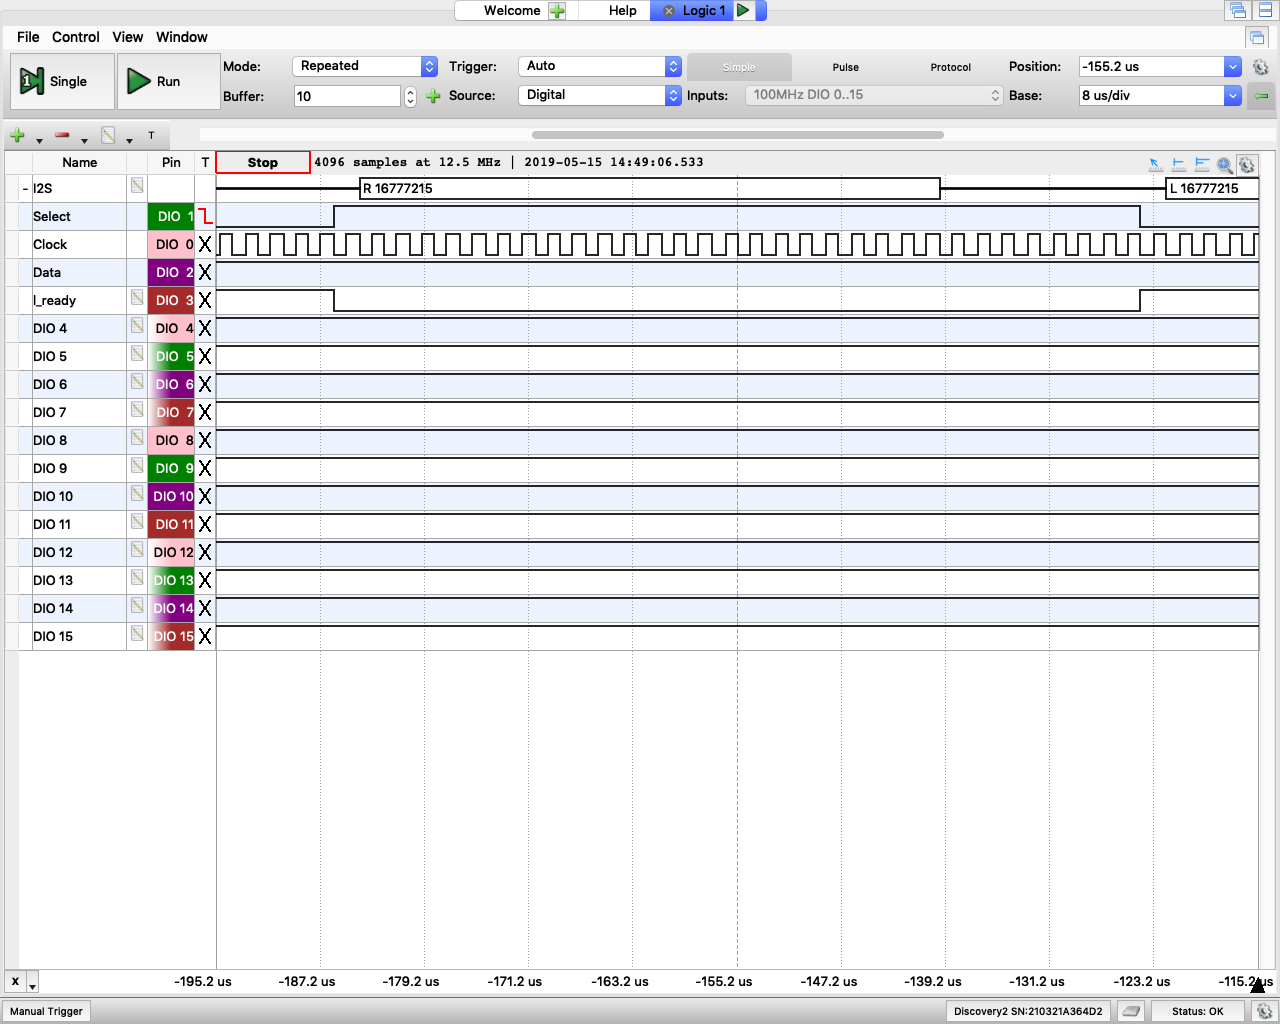 Welcome Help Logic 1
File Control View Window
Single Run Mode: Repeated Trigger: Auto Simple Pulse Protocol Position: -155.2 us
Buffer: 10 Source: Digital Inputs: 100MHz DIO 0..15 Base: 8 us/div
T
Name Pin T Stop 4096 samples at 12.5 MHz | 2019-05-15 14:49:06.533
- I2S R 16777215 L 16777215
Select DIO 1
Clock DIO 0 X
Data DIO 2 X
l_ready DIO 3 X
DIO 4 DIO 4 X
DIO 5 DIO 5 X
DIO 6 DIO 6 X
DIO 7 DIO 7 X
DIO 8 DIO 8 X
DIO 9 DIO 9 X
DIO 10 DIO 10 X
DIO 11 DIO 11 X
DIO 12 DIO 12 X
DIO 13 DIO 13 X
DIO 14 DIO 14 X
DIO 15 DIO 15 X
X -195.2 us -187.2 us -179.2 us -171.2 us -163.2 us -155.2 us -147.2 us -139.2 us -131.2 us -123.2 us -115.2 us
Manual Trigger Discovery2 SN:210321A364D2 Status: OK